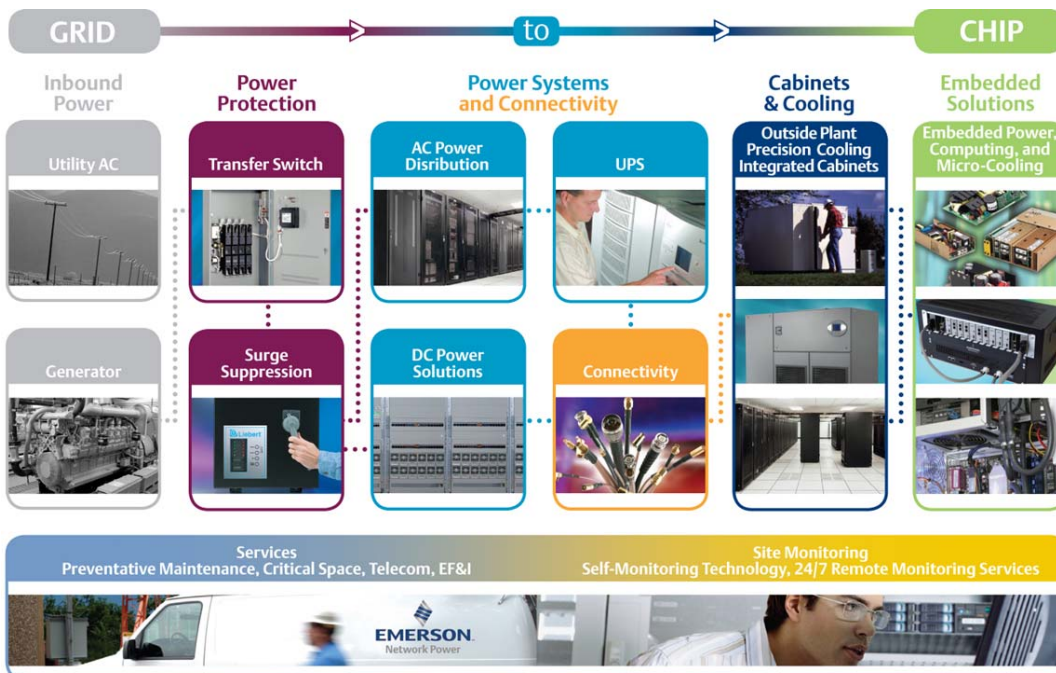 GRID
to
CHIP
Inbound
Power
Power
Protection
Power Systems
and Connectivity
Cabinets
& Cooling
Embedded
Solutions
Utility AC
Transfer Switch
AC Power
Disribution
UPS
Outside Plant
Precision Cooling
Integrated Cabinets
Embedded Power,
Computing, and
Micro-Cooling
Generator
Surge
Suppression
Liebert
DC Power
Solutions
Connectivity
Services
Preventative Maintenance, Critical Space, Telecom, EF&I
Site Monitoring
Self-Monitoring Technology, 24/7 Remote Monitoring Services
EMERSON
Network Power